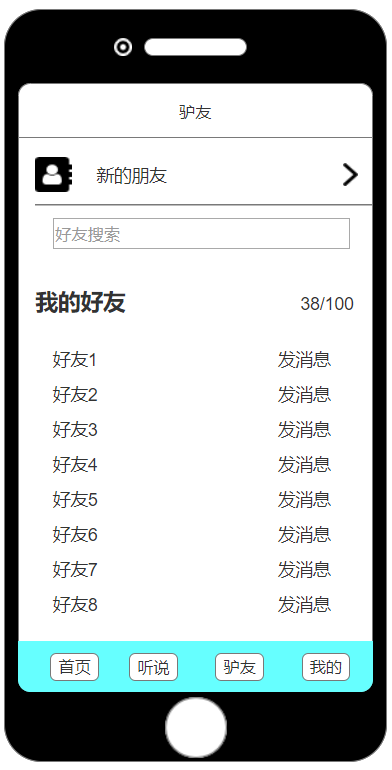 驴友
新的朋友
好友搜索
我的好友 38/100
好友1 发消息
好友2 发消息
好友3 发消息
好友4 发消息
好友5 发消息
好友6 发消息
好友7 发消息
好友8 发消息
首页 听说 驴友 我的